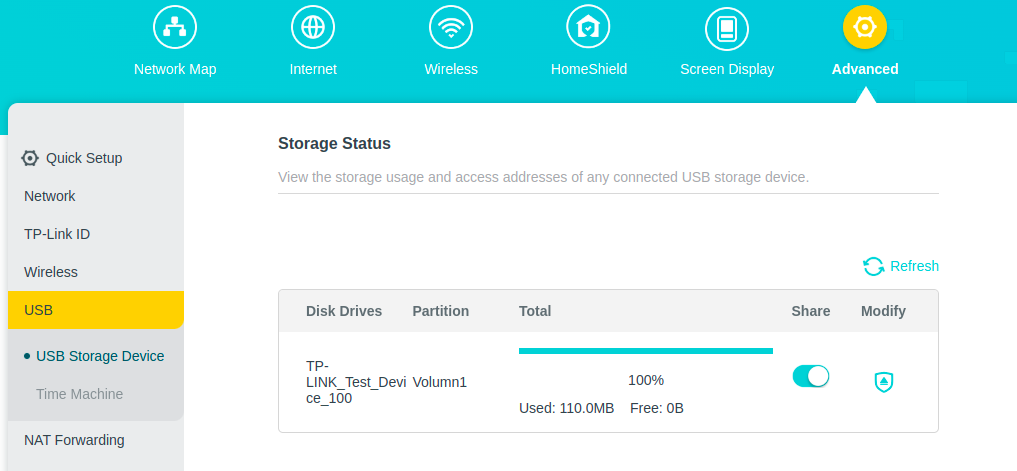 Network Map
Internet
Wireless
HomeShield
Screen Display
Advanced
Quick Setup
Network
TP-Link ID
Wireless
USB
USB Storage Device
Time Machine
NAT Forwarding
Storage Status
View the storage usage and access addresses of any connected USB storage device.
Refresh
Disk Drives Partition Total Share Modify
TP-
LINK_Test_Devi
ce_100
Volumn1
100%
Used: 110.0MB Free: 0B